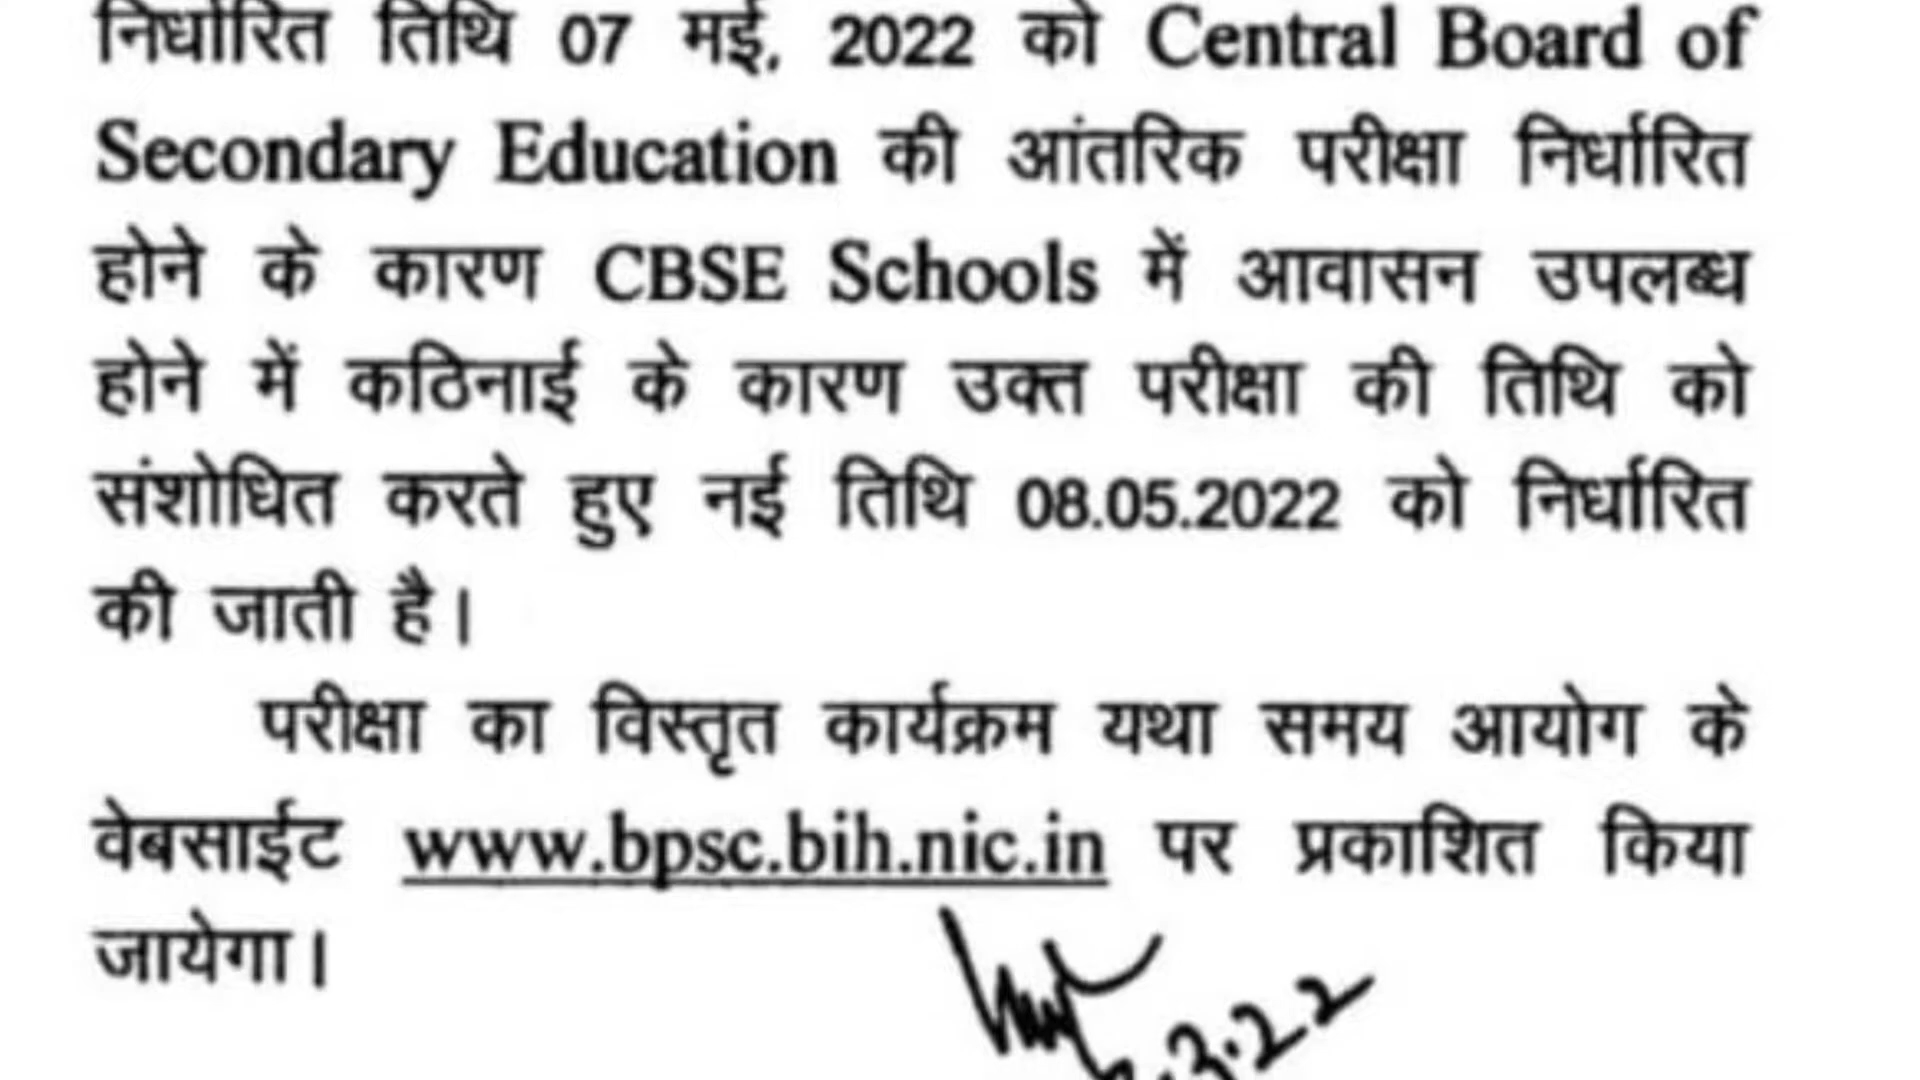 निर्धारित तिथि 07 मई, 2022 को Central Board of
Secondary Education की आंतरिक परीक्षा निर्धारित
होने के कारण CBSE Schools में आवासन उपलब्ध
होने में कठिनाई के कारण उक्त परीक्षा की तिथि को
संशोधित करते हुए नई तिथि 08.05.2022 को निर्धारित
की जाती है।
परीक्षा का विस्तृत कार्यक्रम यथा समय आयोग के
वेबसाईट www.bpsc.bih.nic.in पर प्रकाशित किया
जायेगा।
.3.22